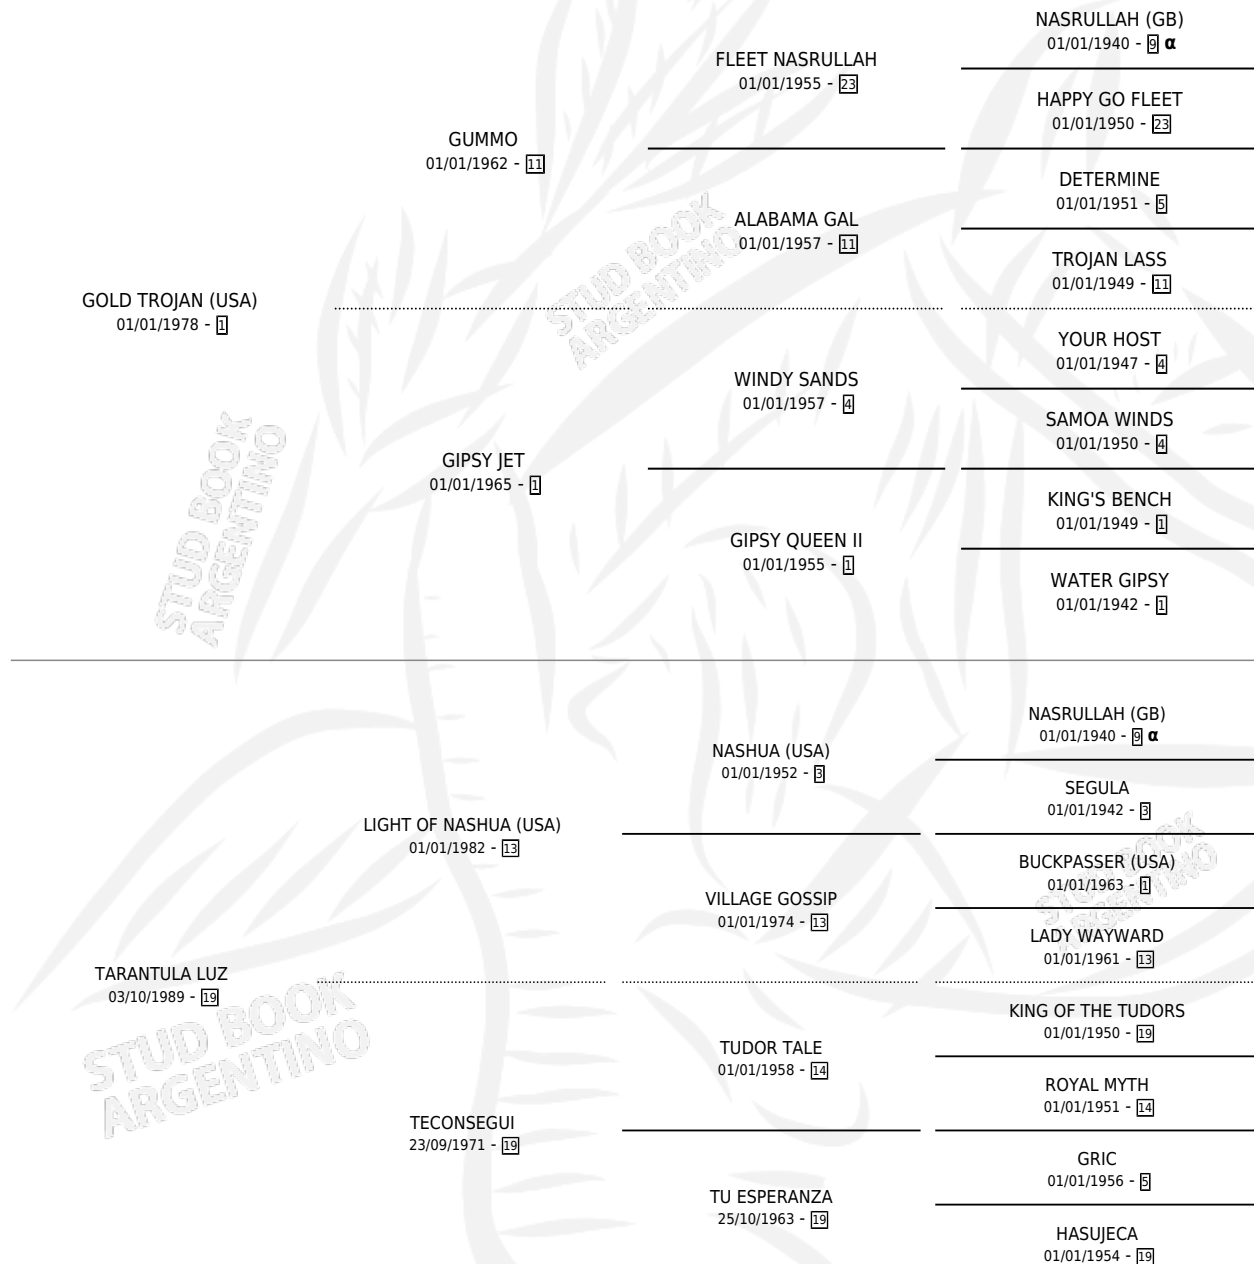 NASRULLAH (GB)
01/01/1940 - 9 α
FLEET NASRULLAH
01/01/1955 - 23
HAPPY GO FLEET
01/01/1950 - 23
GUMMO
01/01/1962 - 11
DETERMINE
01/01/1951 - 5
ALABAMA GAL
01/01/1957 - 11
TROJAN LASS
01/01/1949 - 11
GOLD TROJAN (USA)
01/01/1978 - 1
YOUR HOST
01/01/1947 - 4
WINDY SANDS
01/01/1957 - 4
SAMOA WINDS
01/01/1950 - 4
GIPSY JET
01/01/1965 - 1
KING'S BENCH
01/01/1949 - 1
GIPSY QUEEN II
01/01/1955 - 1
WATER GIPSY
01/01/1942 - 1
NASRULLAH (GB)
01/01/1940 - 9 α
NASHUA (USA)
01/01/1952 - 3
SEGULA
01/01/1942 - 3
LIGHT OF NASHUA (USA)
01/01/1982 - 13
BUCKPASSER (USA)
01/01/1963 - 1
VILLAGE GOSSIP
01/01/1974 - 13
LADY WAYWARD
01/01/1961 - 13
TARANTULA LUZ
03/10/1989 - 19
KING OF THE TUDORS
01/01/1950 - 19
TUDOR TALE
01/01/1958 - 14
ROYAL MYTH
01/01/1951 - 14
TECONSEGUI
23/09/1971 - 19
GRIC
01/01/1956 - 5
TU ESPERANZA
25/10/1963 - 19
HASUJECA
01/01/1954 - 19
STUD BOOK
ARGENTINO
STUD BOOK
ARGENTINO
STUD BOOK
ARGENTINO
STUD BOOK
ARGENTINO